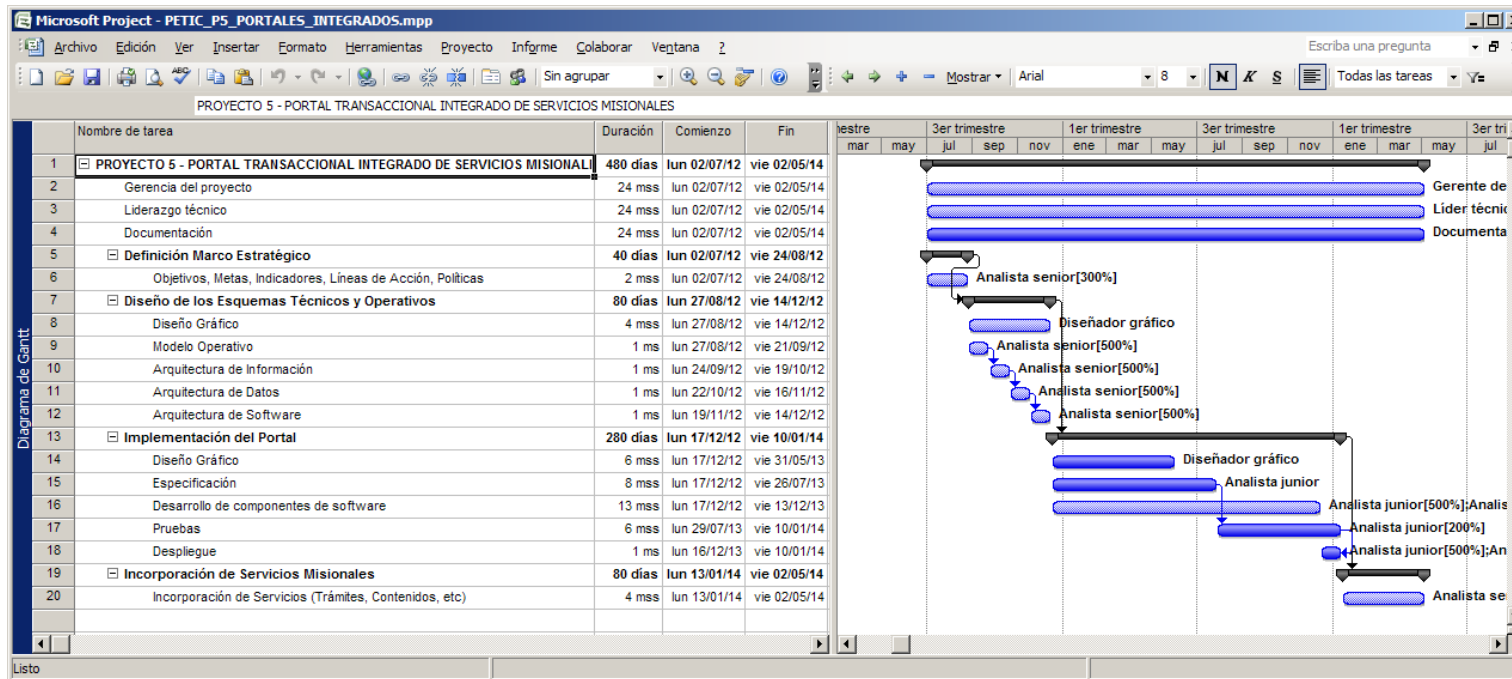 Microsoft Project - PETIC_P5_PORTALES_INTEGRADOS.mpp
Archivo Edición Ver Insertar Formato Herramientas Proyecto Informe Colaborar Ventana ? Escriba una pregunta
ABC Sin agrupar Mostrar Arial 8 N K S Todas las tareas
PROYECTO 5 - PORTAL TRANSACCIONAL INTEGRADO DE SERVICIOS MISIONALES
Nombre de tarea Duración Comienzo Fin
nestre 3er trimestre 1er trimestre 3er trimestre 1er trimestre 3er tri
mar may jul sep nov ene mar may jul sep nov ene mar may jul
1 PROYECTO 5 - PORTAL TRANSACCIONAL INTEGRADO DE SERVICIOS MISIONALI 480 días lun 02/07/12 vie 02/05/14
2 Gerencia del proyecto 24 mss lun 02/07/12 vie 02/05/14 Gerente de
3 Liderazgo técnico 24 mss lun 02/07/12 vie 02/05/14 Líder técnic
4 Documentación 24 mss lun 02/07/12 vie 02/05/14 Documenta
5 Definición Marco Estratégico 40 días lun 02/07/12 vie 24/08/12
6 Objetivos, Metas, Indicadores, Líneas de Acción, Políticas 2 mss lun 02/07/12 vie 24/08/12 Analista senior[300%]
7 Diseño de los Esquemas Técnicos y Operativos 80 días lun 27/08/12 vie 14/12/12
8 Diseño Gráfico 4 mss lun 27/08/12 vie 14/12/12 Diseñador gráfico
9 Modelo Operativo 1 ms lun 27/08/12 vie 21/09/12 Analista senior[500%]
10 Arquitectura de Información 1 ms lun 24/09/12 vie 19/10/12 Analista senior[500%]
11 Arquitectura de Datos 1 ms lun 22/10/12 vie 16/11/12 Analista senior[500%]
12 Arquitectura de Software 1 ms lun 19/11/12 vie 14/12/12 Analista senior[500%]
13 Implementación del Portal 280 días lun 17/12/12 vie 10/01/14
14 Diseño Gráfico 6 mss lun 17/12/12 vie 31/05/13 Diseñador gráfico
15 Especificación 8 mss lun 17/12/12 vie 26/07/13 Analista junior
16 Desarrollo de componentes de software 13 mss lun 17/12/12 vie 13/12/13 Analista junior[500%];Analis
17 Pruebas 6 mss lun 29/07/13 vie 10/01/14 Analista junior[200%]
18 Despliegue 1 ms lun 16/12/13 vie 10/01/14 Analista junior[500%];An
19 Incorporación de Servicios Misionales 80 días lun 13/01/14 vie 02/05/14
20 Incorporación de Servicios (Trámites, Contenidos, etc) 4 mss lun 13/01/14 vie 02/05/14 Analista se
Diagrama de Gantt
Listo